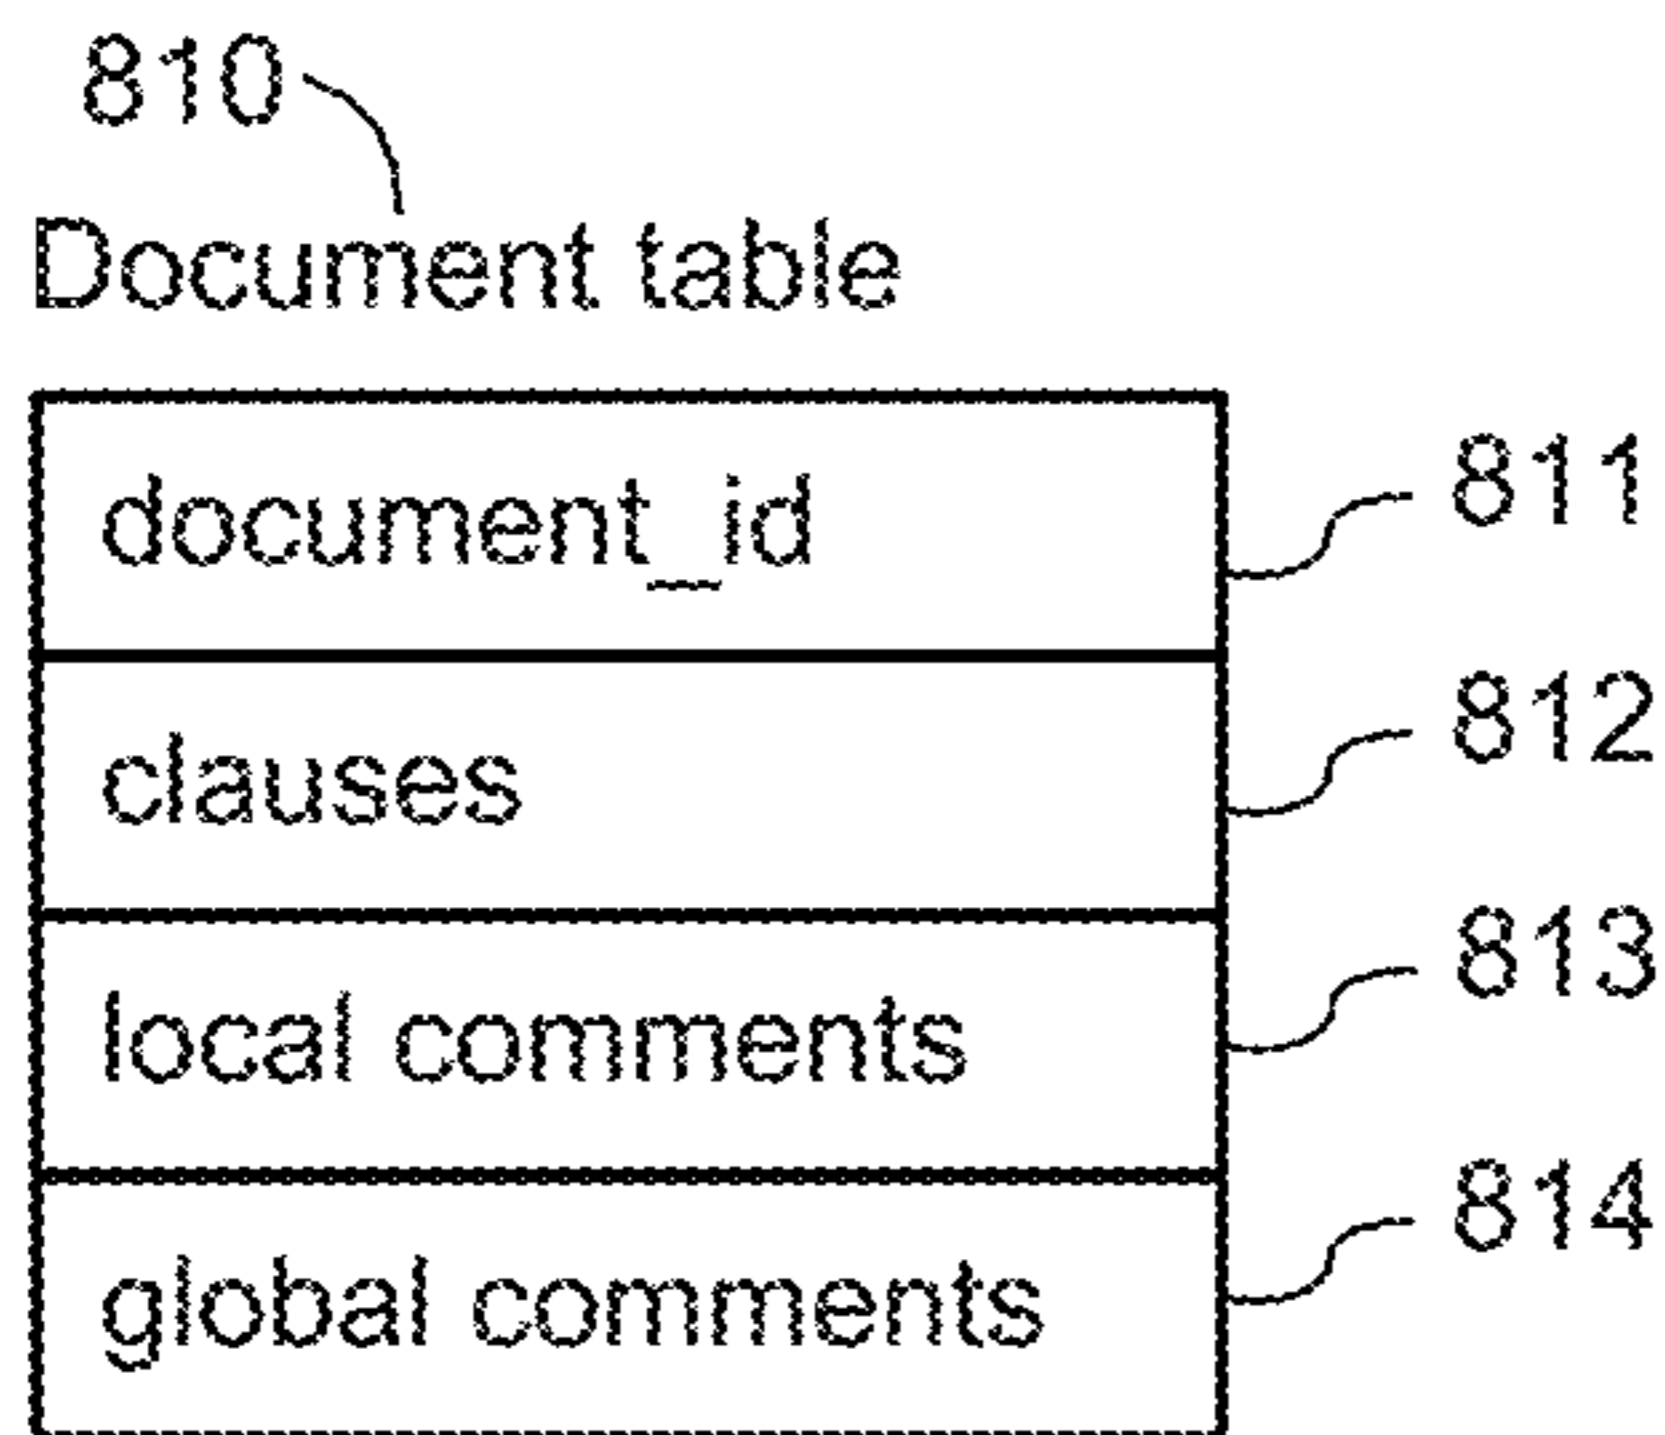 810
Document table
document_id 811
clauses 812
local comments 813
global comments 814